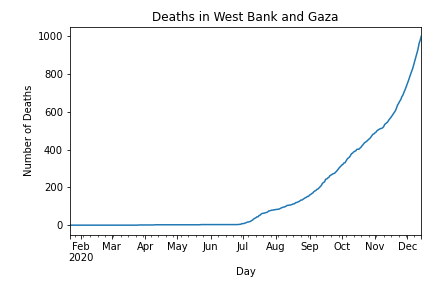 Deaths in West Bank and Gaza
1000
800
600
400
200
0
Number of Deaths
Feb Mar Apr May Jun Jul Aug Sep Oct Nov Dec
2020
Day